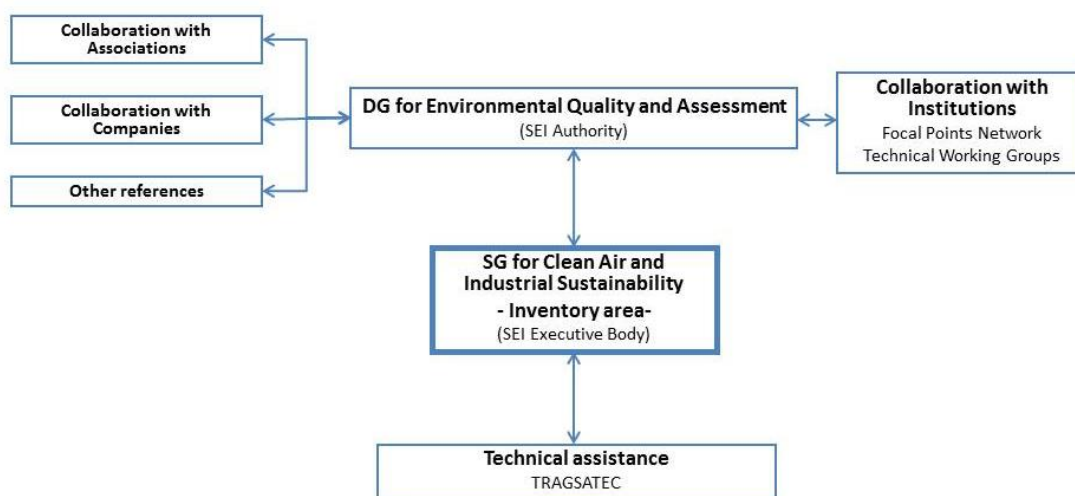 Collaboration with
Associations
Collaboration with
Companies
Other references
DG for Environmental Quality and Assessment
(SEI Authority)
Collaboration with
Institutions
Focal Points Network
Technical Working Groups
SG for Clean Air and
Industrial Sustainability
- Inventory area-
(SEI Executive Body)
Technical assistance
TRAGSATEC